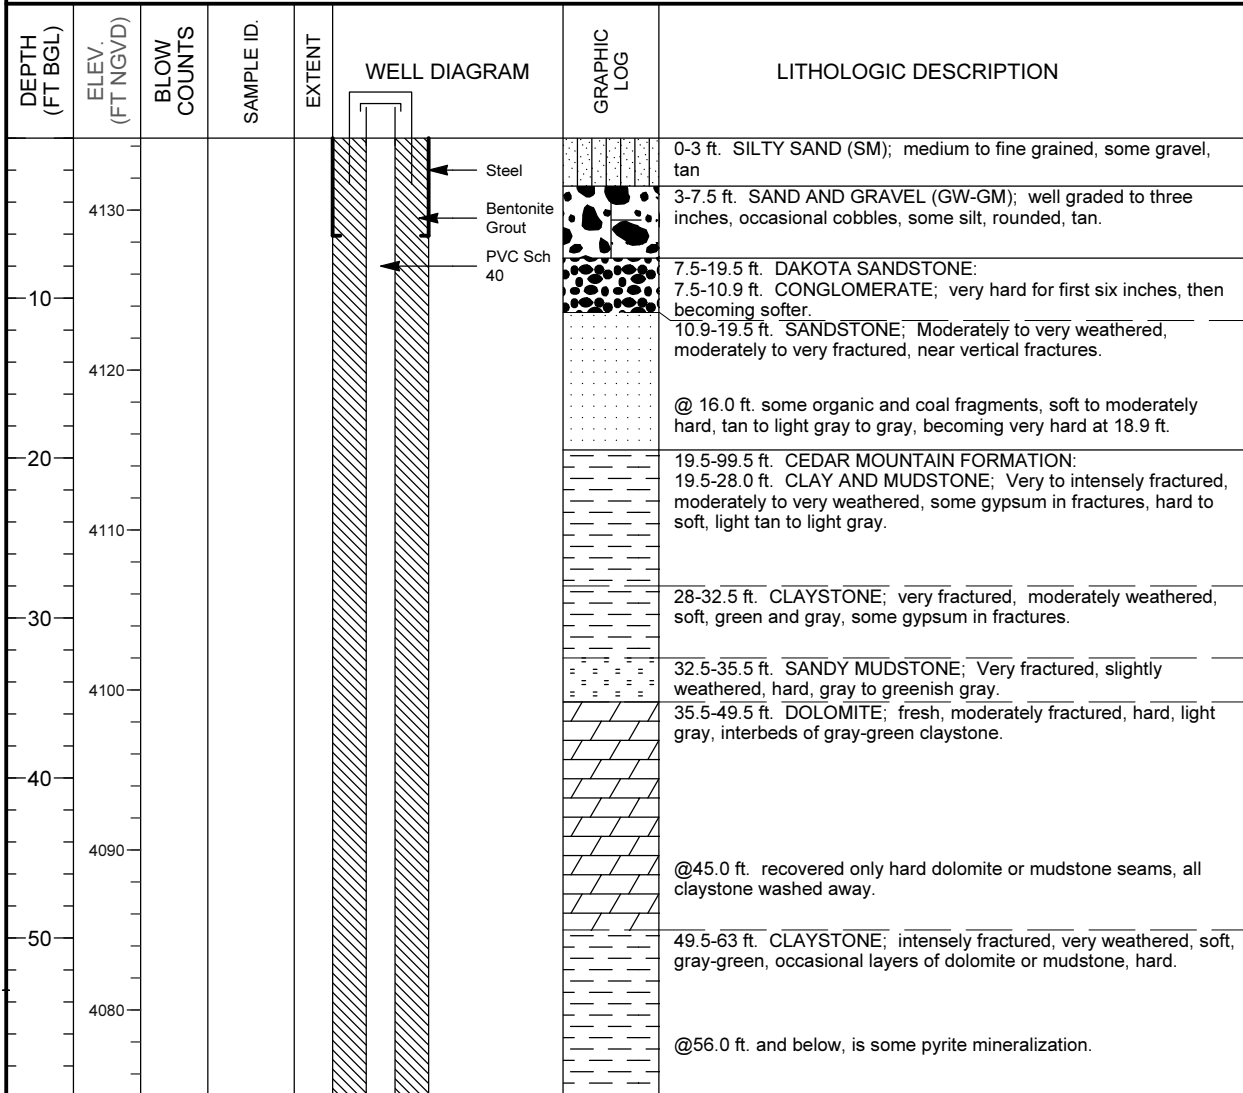 DEPTH
(FT BGL)
ELEV.
(FT NGVD)
BLOW
COUNTS
SAMPLE ID.
EXTENT
WELL DIAGRAM
GRAPHIC
LOG
LITHOLOGIC DESCRIPTION
Steel
Bentonite
Grout
PVC Sch
40
10
20
30
40
50
4130
4120
4110
4100
4090
4080
0-3 ft. SILTY SAND (SM); medium to fine grained, some gravel,
tan
3-7.5 ft. SAND AND GRAVEL (GW-GM); well graded to three
inches, occasional cobbles, some silt, rounded, tan.
7.5-19.5 ft. DAKOTA SANDSTONE:
7.5-10.9 ft. CONGLOMERATE; very hard for first six inches, then
becoming softer.
10.9-19.5 ft. SANDSTONE; Moderately to very weathered,
moderately to very fractured, near vertical fractures.
@ 16.0 ft. some organic and coal fragments, soft to moderately
hard, tan to light gray to gray, becoming very hard at 18.9 ft.
19.5-99.5 ft. CEDAR MOUNTAIN FORMATION:
19.5-28.0 ft. CLAY AND MUDSTONE; Very to intensely fractured,
moderately to very weathered, some gypsum in fractures, hard to
soft, light tan to light gray.
28-32.5 ft. CLAYSTONE; very fractured, moderately weathered,
soft, green and gray, some gypsum in fractures.
32.5-35.5 ft. SANDY MUDSTONE; Very fractured, slightly
weathered, hard, gray to greenish gray.
35.5-49.5 ft. DOLOMITE; fresh, moderately fractured, hard, light
gray, interbeds of gray-green claystone.
@45.0 ft. recovered only hard dolomite or mudstone seams, all
claystone washed away.
49.5-63 ft. CLAYSTONE; intensely fractured, very weathered, soft,
gray-green, occasional layers of dolomite or mudstone, hard.
@56.0 ft. and below, is some pyrite mineralization.